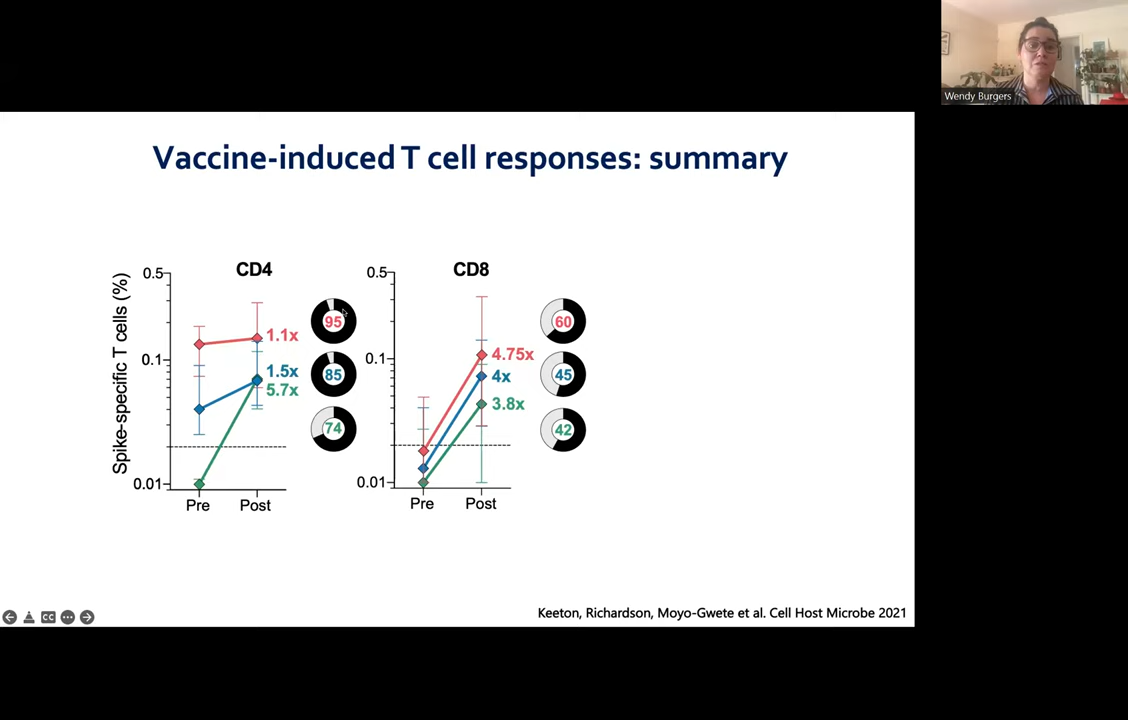 Wendy Burgers
Vaccine-induced T cell responses: summary
CD4
CD8
Spike-specific T cells (%)
0.5
0.1
0.01
Pre
Post
1.1x
1.5x
5.7x
95
85
74
0.5
0.1
0.01
Pre
Post
4.75x
4x
3.8x
60
45
42
CC
Keeton, Richardson, Moyo-Gwete et al. Cell Host Microbe 2021